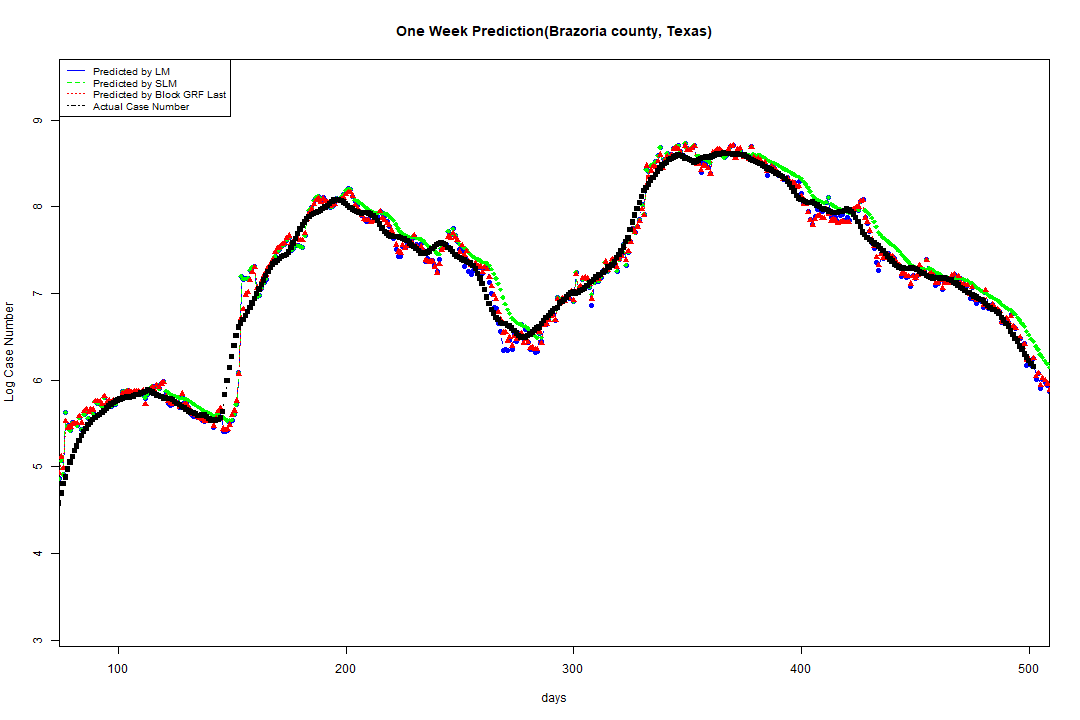 One Week Prediction(Brazoria county, Texas)
Predicted by LM
Predicted by SLM
Predicted by Block GRF Last
Actual Case Number
9
8
7
6
5
4
3
Log Case Number
100 200 300 400 500
days